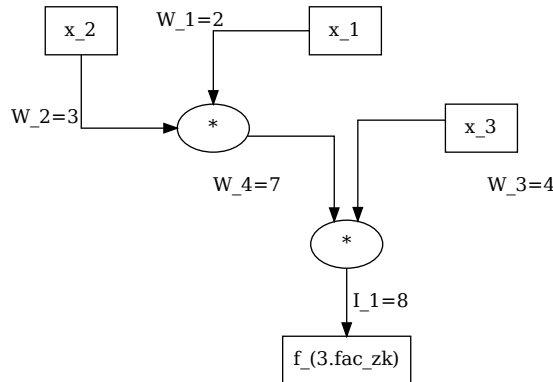 x_2
W_1=2
x_1
W_2=3
*
x_3
W_4=7
W_3=4
*
I_1=8
f_(3.fac_zk)